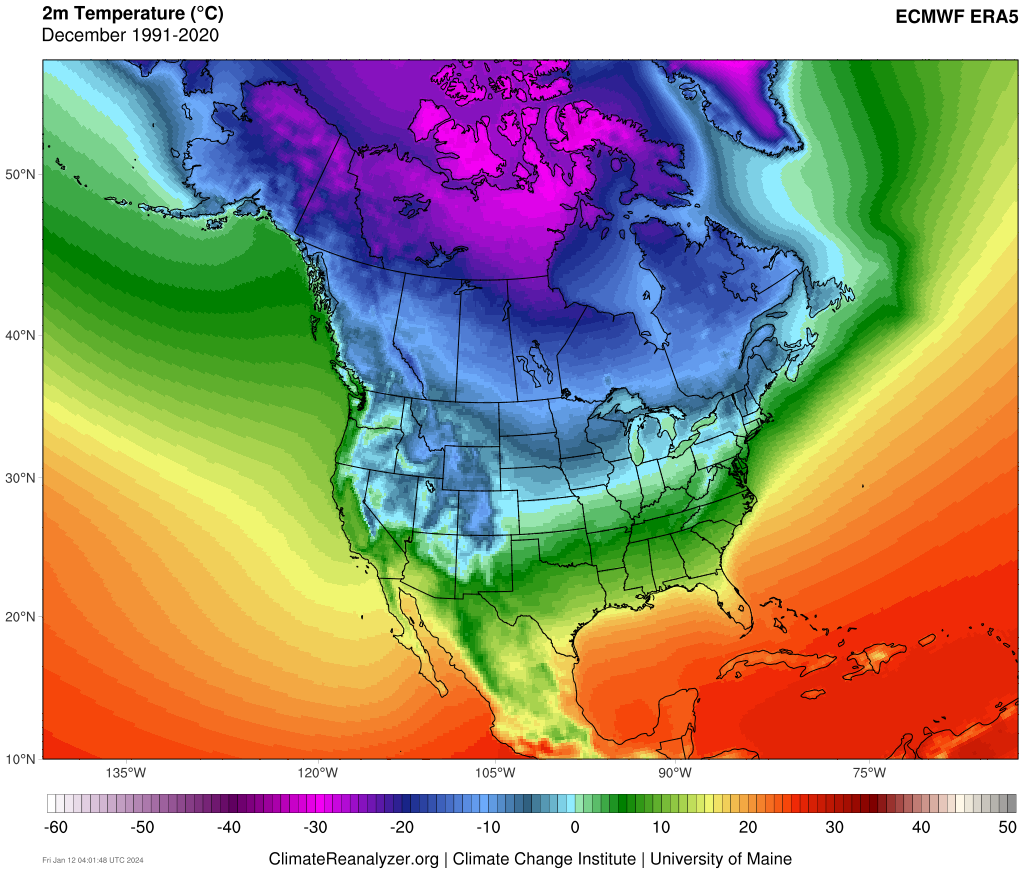 2m Temperature (°C)
ECMWF ERA5
December 1991-2020
50°N
40°N
30°N
20°N
10°N
135°W
120°W
105°W
90°W
75°W
-60 -50 -40 -30 -20 -10 0 10 20 30 40 50
Fri Jan 12 04:01:48 UTC 2024
ClimateReanalyzer.org | Climate Change Institute | University of Maine